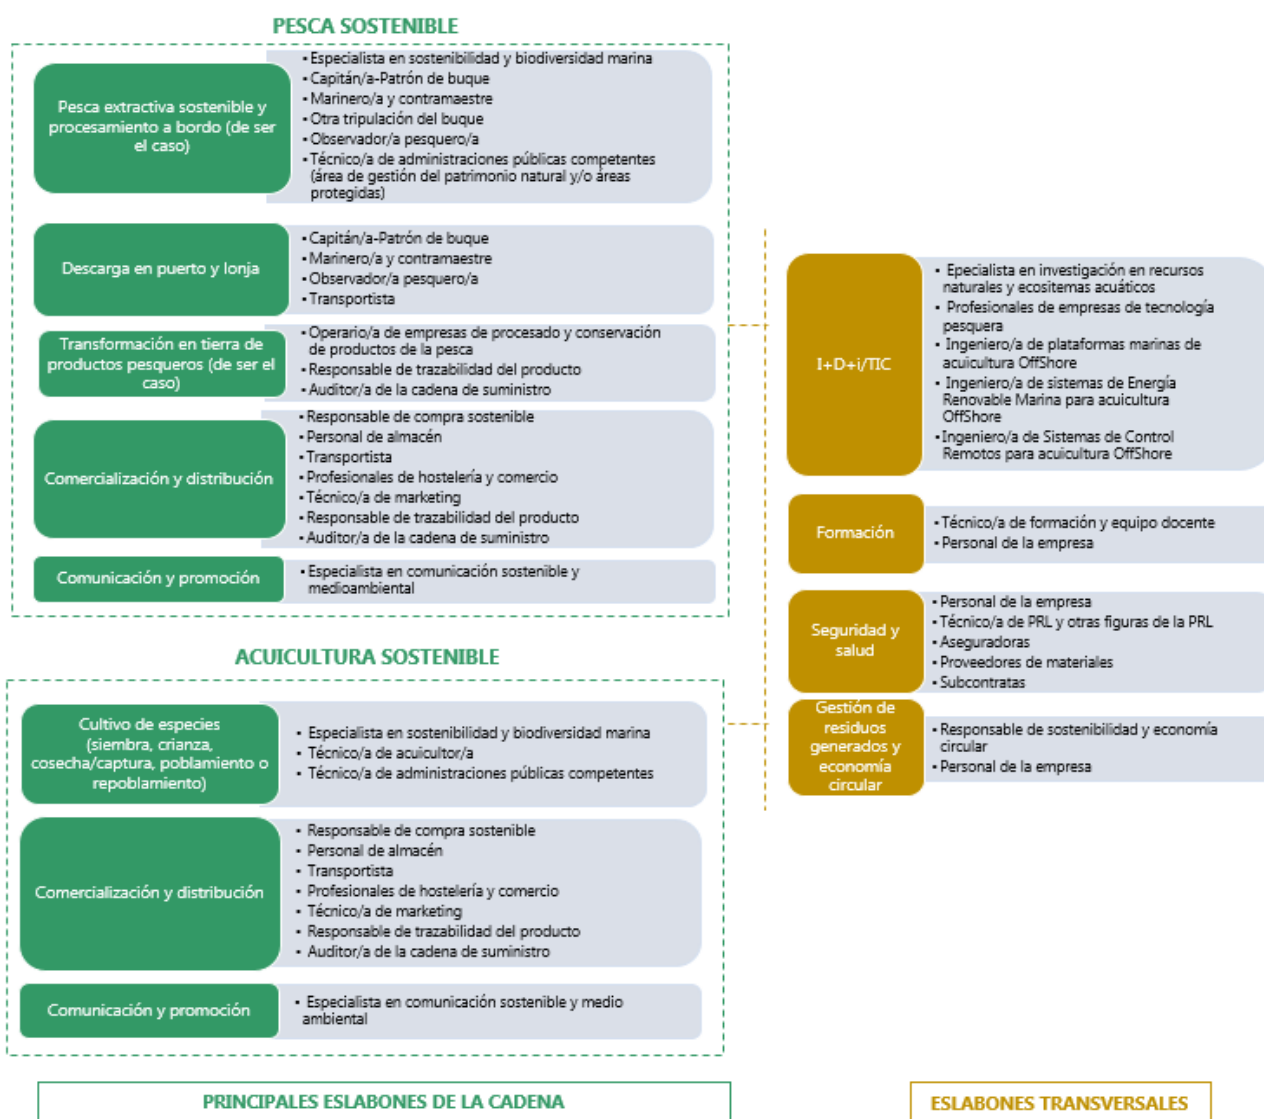 PESCA SOSTENIBLE
Pesca extractiva sostenible y
procesamiento a bordo (de ser
el caso)
▪ Especialista en sostenibilidad y biodiversidad marina
▪ Capitán/a-Patrón de buque
▪ Marinero/a y contramaestre
▪ Otra tripulación del buque
▪ Observador/a pesquero/a
▪ Técnico/a de administraciones públicas competentes
(área de gestión del patrimonio natural y/o áreas
protegidas)
Descarga en puerto y lonja
▪ Capitán/a-Patrón de buque
▪ Marinero/a y contramaestre
▪ Observador/a pesquero/a
▪ Transportista
Transformación en tierra de
productos pesqueros (de ser el
caso)
▪ Operario/a de empresas de procesado y conservación
de productos de la pesca
▪ Responsable de trazabilidad del producto
▪ Auditor/a de la cadena de suministro
Comercialización y distribución
▪ Responsable de compra sostenible
▪ Personal de almacén
▪ Transportista
▪ Profesionales de hostelería y comercio
▪ Técnico/a de marketing
▪ Responsable de trazabilidad del producto
▪ Auditor/a de la cadena de suministro
Comunicación y promoción
▪ Especialista en comunicación sostenible y
medioambiental
ACUICULTURA SOSTENIBLE
Cultivo de especies
(siembra, crianza,
cosecha/captura, poblamiento o
repoblamiento)
▪ Especialista en sostenibilidad y biodiversidad marina
▪ Técnico/a de acuicultor/a
▪ Técnico/a de administraciones públicas competentes
Comercialización y distribución
▪ Responsable de compra sostenible
▪ Personal de almacén
▪ Transportista
▪ Profesionales de hostelería y comercio
▪ Técnico/a de marketing
▪ Responsable de trazabilidad del producto
▪ Auditor/a de la cadena de suministro
Comunicación y promoción
▪ Especialista en comunicación sostenible y medio
ambiental
PRINCIPALES ESLABONES DE LA CADENA
I+D+i/TIC
▪ Epecialista en investigación en recursos
naturales y ecositemas acuáticos
▪ Profesionales de empresas de tecnología
pesquera
▪ Ingeniero/a de plataformas marinas de
acuicultura OffShore
▪ Ingeniero/a de sistemas de Energía
Renovable Marina para acuicultura
OffShore
▪ Ingeniero/a de Sistemas de Control
Remotos para acuicultura OffShore
Formación
▪ Técnico/a de formación y equipo docente
▪ Personal de la empresa
Seguridad y
salud
▪ Personal de la empresa
▪ Técnico/a de PRL y otras figuras de la PRL
▪ Aseguradoras
▪ Proveedores de materiales
▪ Subcontratas
Gestión de
residuos
generados y
economía
circular
▪ Responsable de sostenibilidad y economía
circular
▪ Personal de la empresa
ESLABONES TRANSVERSALES